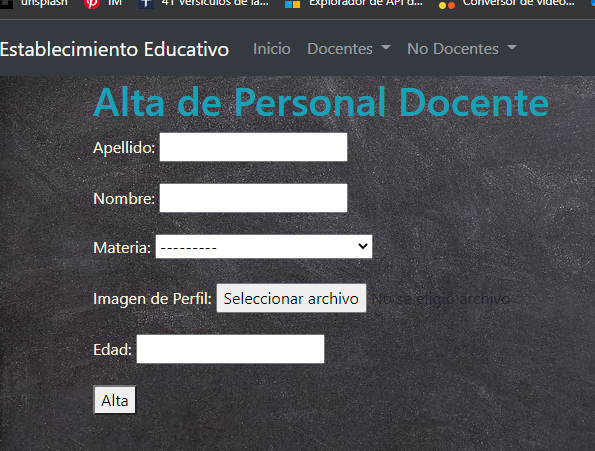 unsplash IM 41 Versículos de la... Explorador de API d... Conversor de video...
Establecimiento Educativo Inicio Docentes No Docentes
Alta de Personal Docente
Apellido:
Nombre:
Materia: ---------
Imagen de Perfil: Seleccionar archivo No se eligió archivo
Edad:
Alta